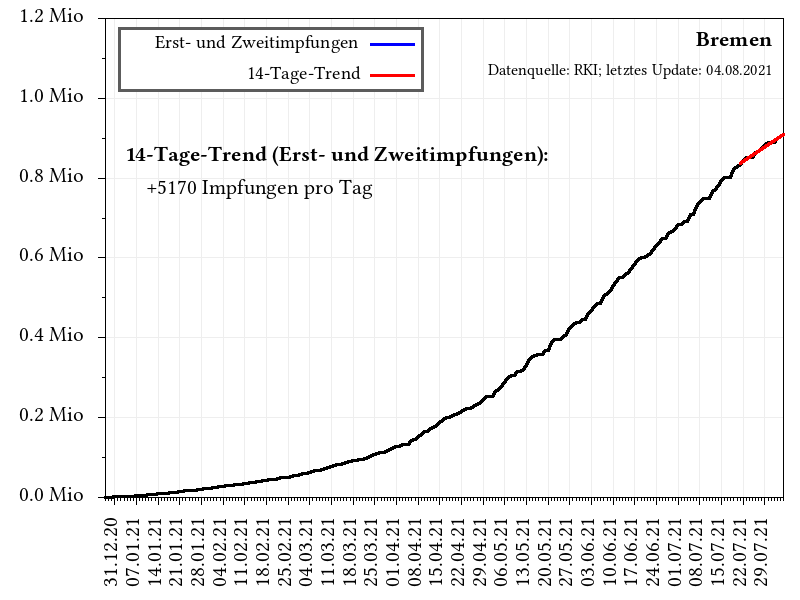 1.2 Mio
1.0 Mio
0.8 Mio
0.6 Mio
0.4 Mio
0.2 Mio
0.0 Mio
Erst- und Zweitimpfungen
14-Tage-Trend
Bremen
Datenquelle: RKI; letztes Update: 04.08.2021
14-Tage-Trend (Erst- und Zweitimpfungen):
+5170 Impfungen pro Tag
31.12.20
07.01.21
14.01.21
21.01.21
28.01.21
04.02.21
11.02.21
18.02.21
25.02.21
04.03.21
11.03.21
18.03.21
25.03.21
01.04.21
08.04.21
15.04.21
22.04.21
29.04.21
06.05.21
13.05.21
20.05.21
27.05.21
03.06.21
10.06.21
17.06.21
24.06.21
01.07.21
08.07.21
15.07.21
22.07.21
29.07.21